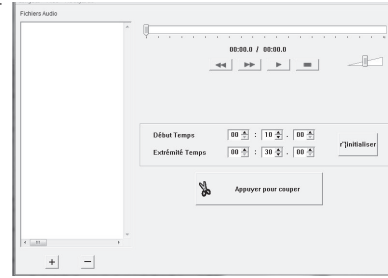 Fichiers Audio
00:00.0 / 00:00.0
Début Temps 00 : 10 . 00
Extrémité Temps 00 : 30 . 00
r"]initialiser
Appuyer pour couper